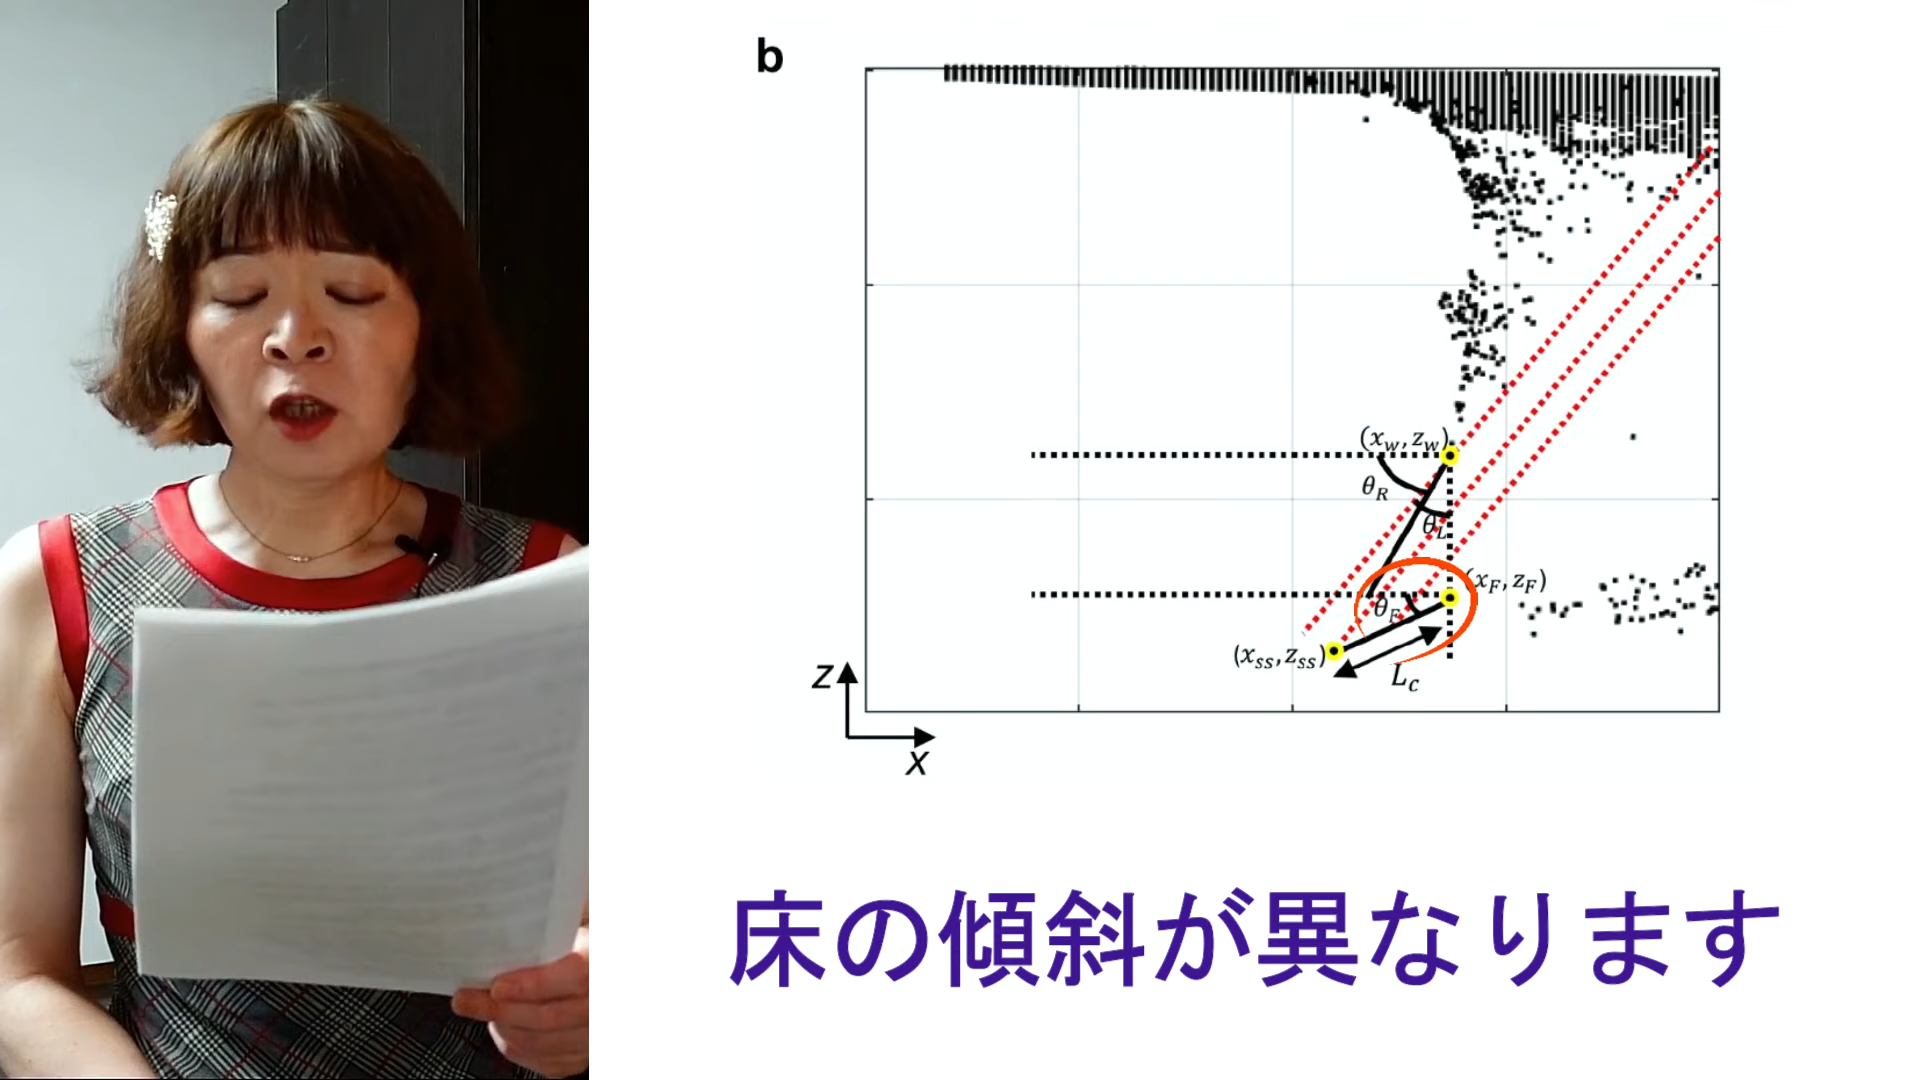 b
(x_W, z_W)
θ_R
θ_L
(x_F, z_F)
θ_F
(x_ss, z_ss)
L_c
Z
X
床の傾斜が異なります